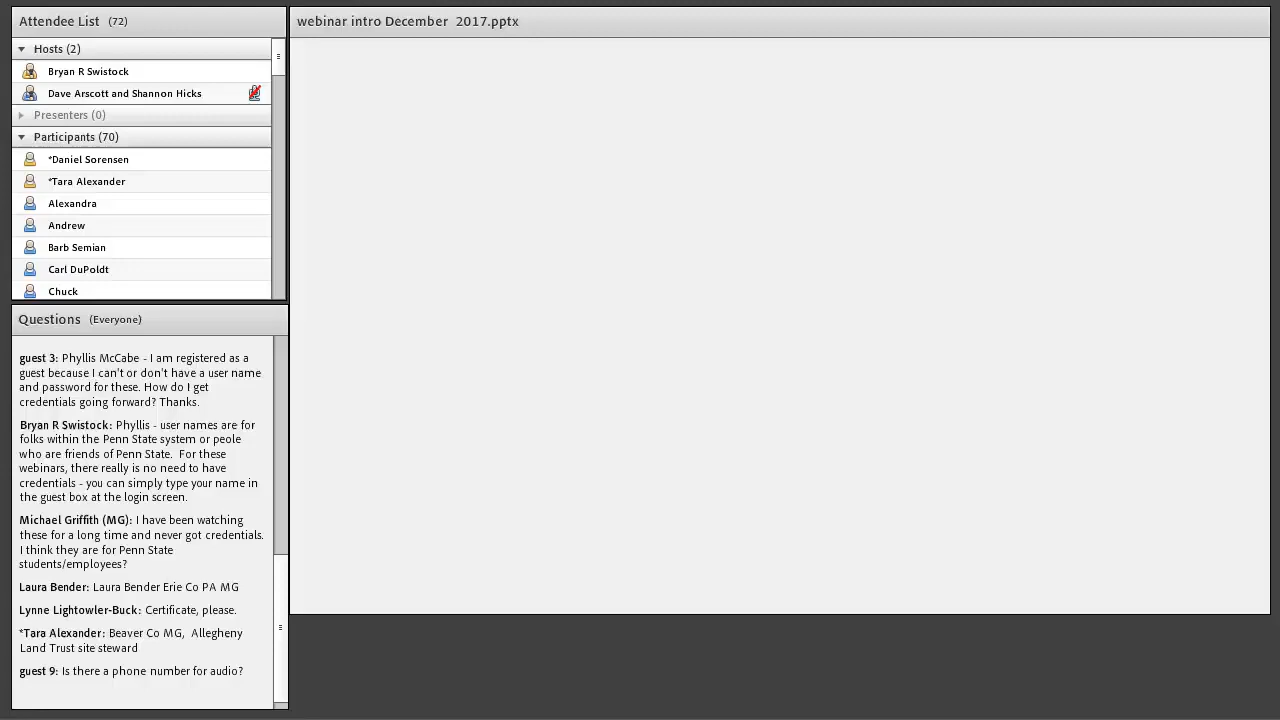 Attendee List (72)
Hosts (2)
Bryan R Swistock
Dave Arscott and Shannon Hicks
Presenters (0)
Participants (70)
*Daniel Sorensen
*Tara Alexander
Alexandra
Andrew
Barb Semian
Carl DuPoldt
Chuck
Questions (Everyone)
guest 3: Phyllis McCabe - I am registered as a
guest because I can't or don't have a user name
and password for these. How do I get
credentials going forward? Thanks.
Bryan R Swistock: Phyllis - user names are for
folks within the Penn State system or peole
who are friends of Penn State. For these
webinars, there really is no need to have
credentials - you can simply type your name in
the guest box at the login screen.
Michael Griffith (MG): I have been watching
these for a long time and never got credentials.
I think they are for Penn State
students/employees?
Laura Bender: Laura Bender Erie Co PA MG
Lynne Lightowler-Buck: Certificate, please.
*Tara Alexander: Beaver Co MG, Allegheny
Land Trust site steward
guest 9: Is there a phone number for audio?
webinar intro December 2017.pptx